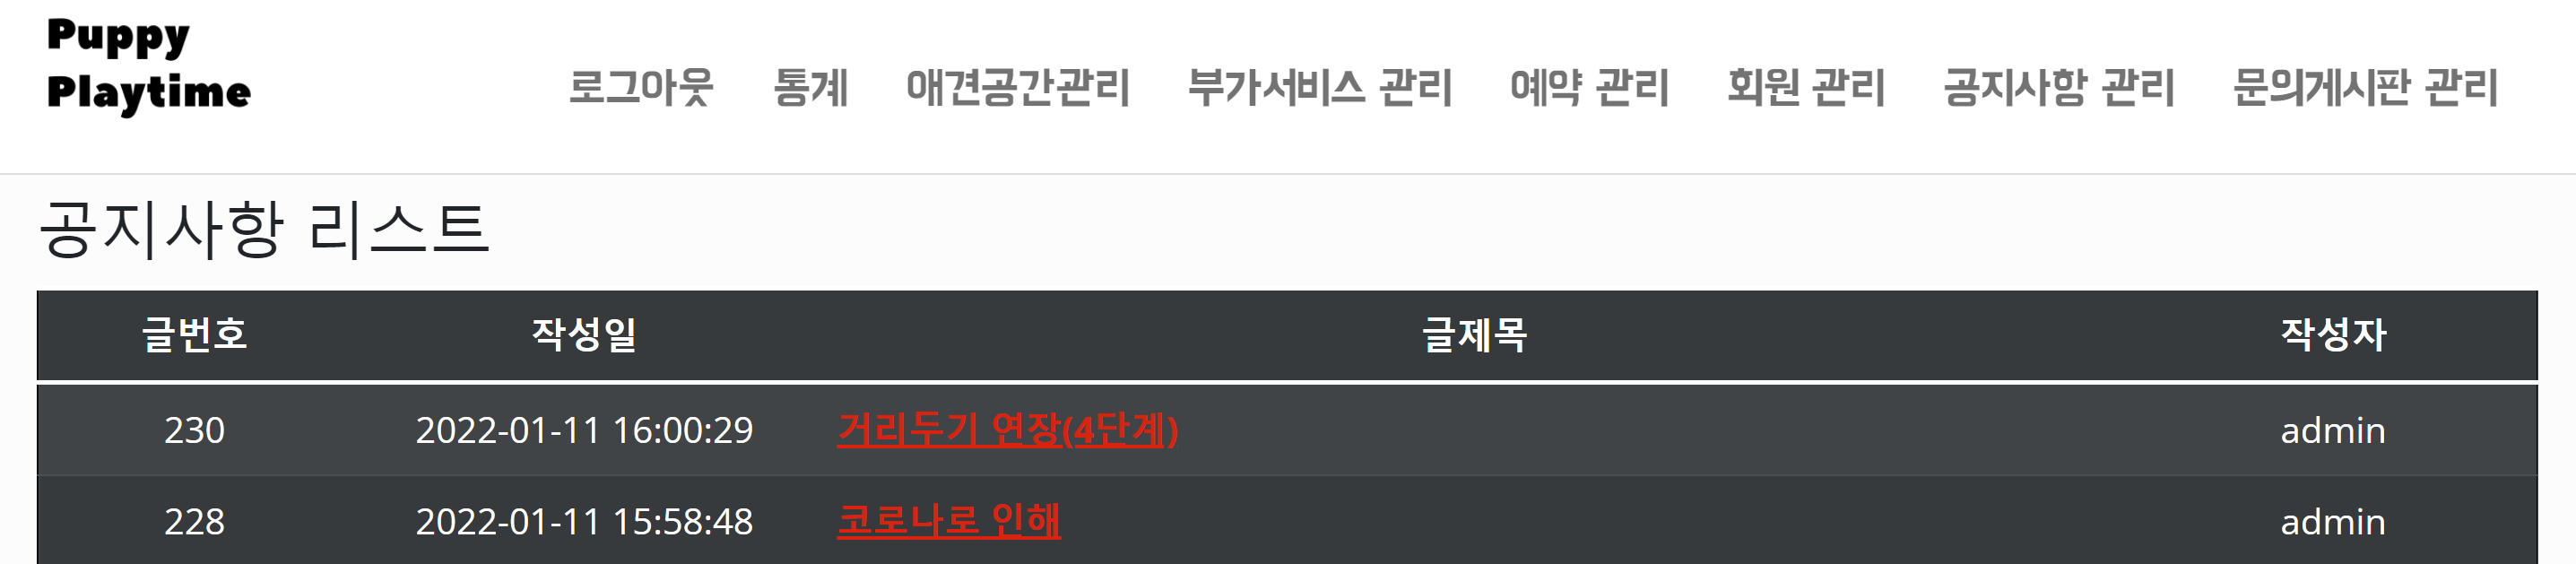 Puppy
Playtime
로그아웃 통계 애견공간관리 부가서비스 관리 예약 관리 회원 관리 공지사항 관리 문의게시판 관리
공지사항 리스트
글번호 작성일 글제목 작성자
230 2022-01-11 16:00:29 거리두기 연장(4단계) admin
228 2022-01-11 15:58:48 코로나로 인해 admin